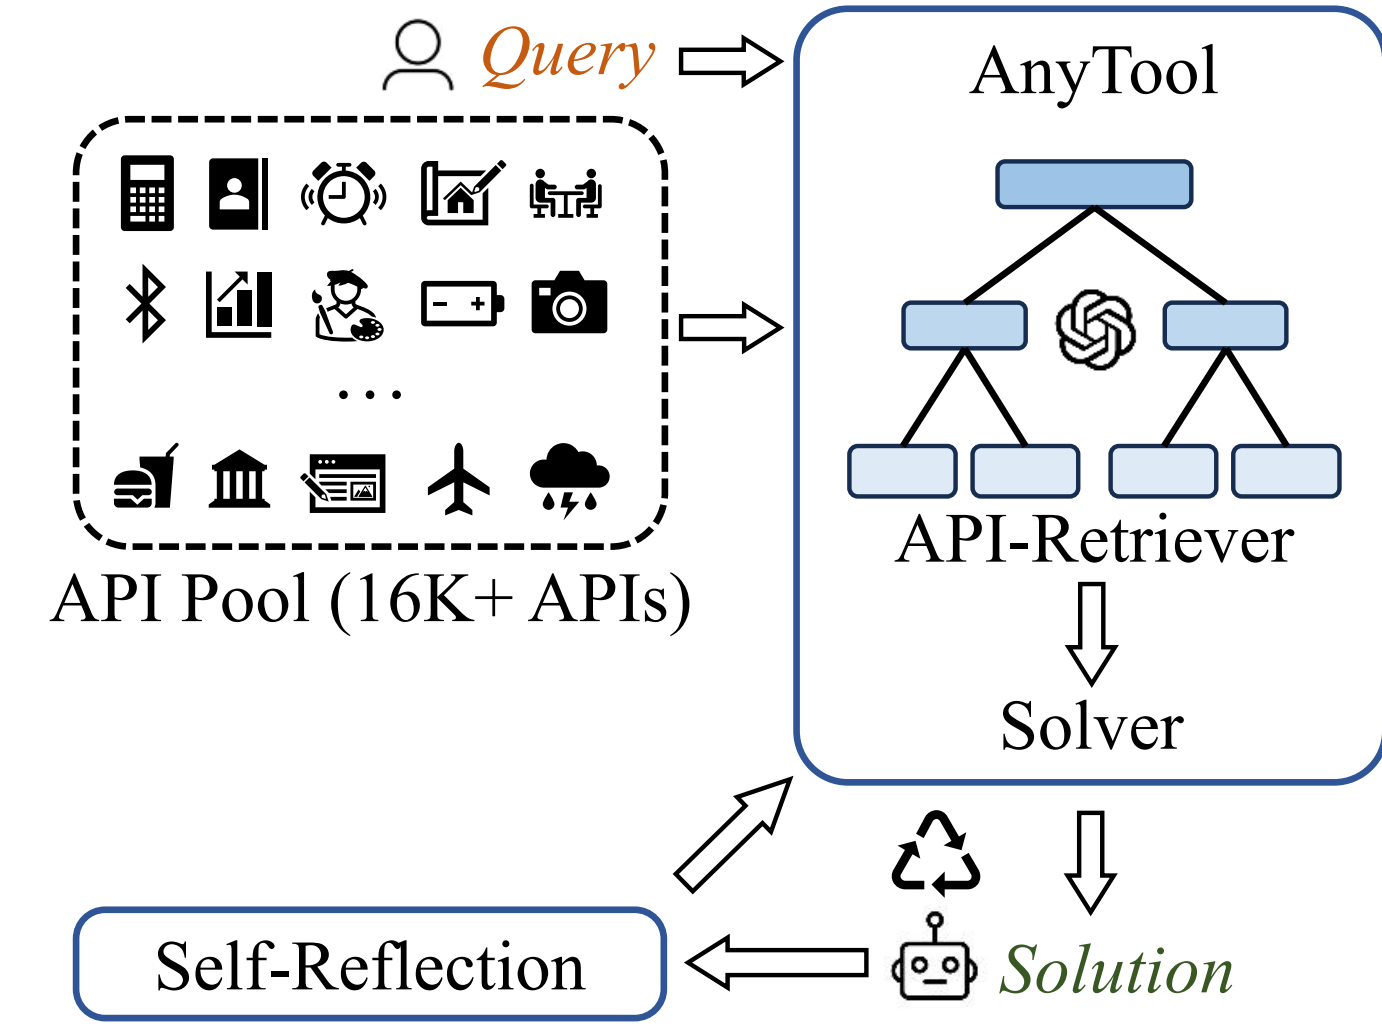 Query
AnyTool
. . .
API Pool (16K+ APIs)
API-Retriever
Solver
Self-Reflection
Solution